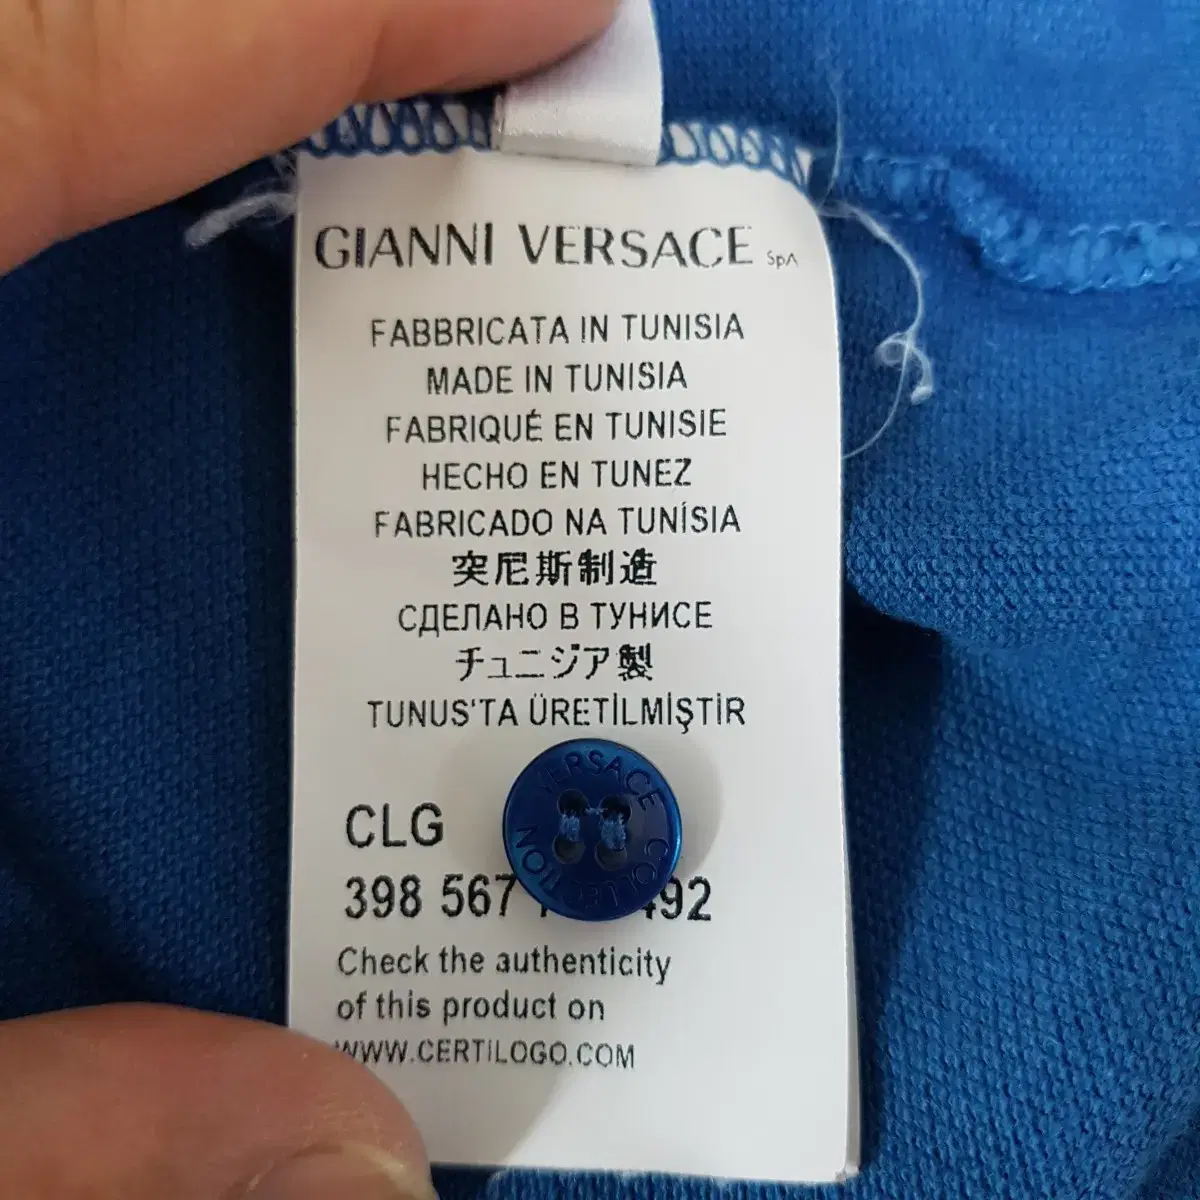 GIANNI VERSACE SpA
FABBRICATA IN TUNISIA
MADE IN TUNISIA
FABRIQUÉ EN TUNISIE
HECHO EN TUNEZ
FABRICADO NA TUNÍSIA
突尼斯制造
СДЕЛАНО В ТУНИСЕ
チュニジア製
TUNUS'TA ÜRETİLMİŞTİR
VERSACE COLLECTION
CLG
398 567
Check the authenticity
of this product on
WWW.CERTILOGO.COM